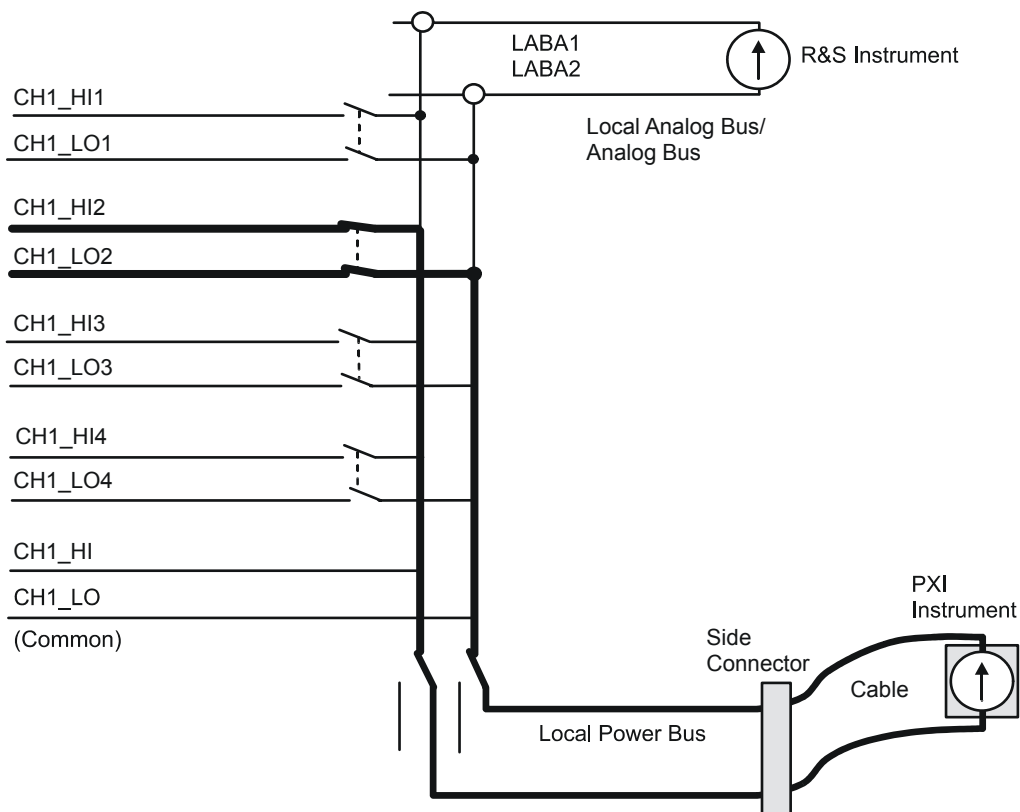 LABA1
LABA2
R&S Instrument
Local Analog Bus/
Analog Bus
CH1_HI1
CH1_LO1
CH1_HI2
CH1_LO2
CH1_HI3
CH1_LO3
CH1_HI4
CH1_LO4
CH1_HI
CH1_LO
(Common)
PXI
Instrument
Side
Connector
Cable
Local Power Bus